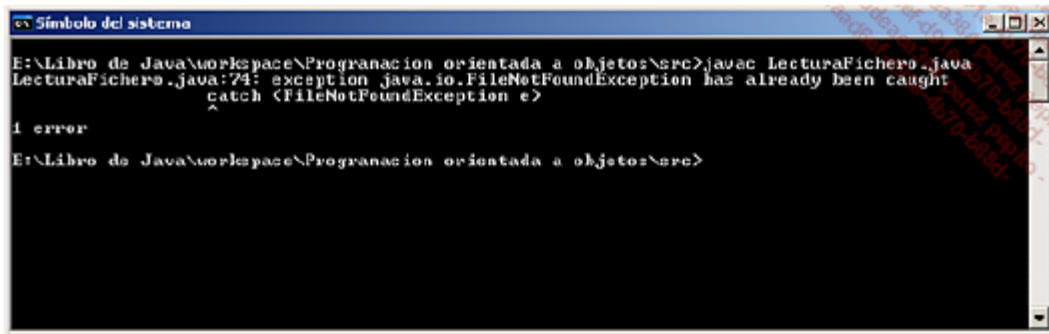 Símbolo del sistema
E:\Libro de Java\workspace\Programacion orientada a objetos\src>javac LecturaFichero.java
LecturaFichero.java:74: exception java.io.FileNotFoundException has already been caught
catch (FileNotFoundException e)
^
1 error
E:\Libro de Java\workspace\Programacion orientada a objetos\src>